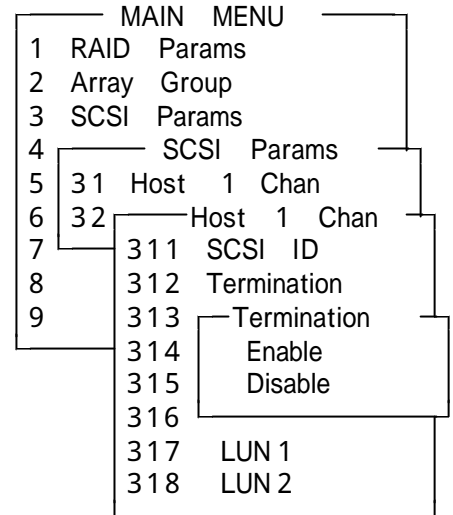 MAIN MENU
1 RAID Params
2 Array Group
3 SCSI Params
4 SCSI Params
5 31 Host 1 Chan
6 32 Host 1 Chan
7 311 SCSI ID
8 312 Termination
9 313 Termination
314 Enable
315 Disable
316
317 LUN 1
318 LUN 2